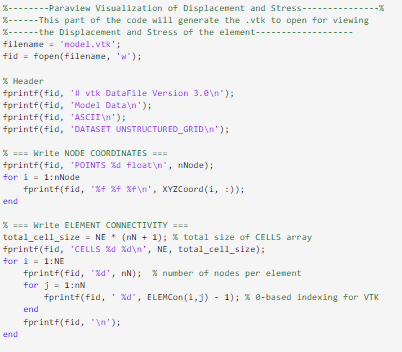 %--------Paraview Visualization of Displacement and Stress---------------%
%------This part of the code will generate the .vtk to open for viewing
%------the Displacement and Stress of the element-------------------
filename = 'model.vtk';
fid = fopen(filename, 'w');
% Header
fprintf(fid, '# vtk DataFile Version 3.0\n');
fprintf(fid, 'Model Data\n');
fprintf(fid, 'ASCII\n');
fprintf(fid, 'DATASET UNSTRUCTURED_GRID\n');
% === Write NODE COORDINATES ===
fprintf(fid, 'POINTS %d float\n', nNode);
for i = 1:nNode
    fprintf(fid, '%f %f %f\n', XYZCoord(i, :));
end
% === Write ELEMENT CONNECTIVITY ===
total_cell_size = NE * (nN + 1); % total size of CELLS array
fprintf(fid, 'CELLS %d %d\n', NE, total_cell_size);
for i = 1:NE
    fprintf(fid, '%d', nN);  % number of nodes per element
    for j = 1:nN
        fprintf(fid, ' %d', ELEMCon(i,j) - 1); % 0-based indexing for VTK
    end
    fprintf(fid, '\n');
end